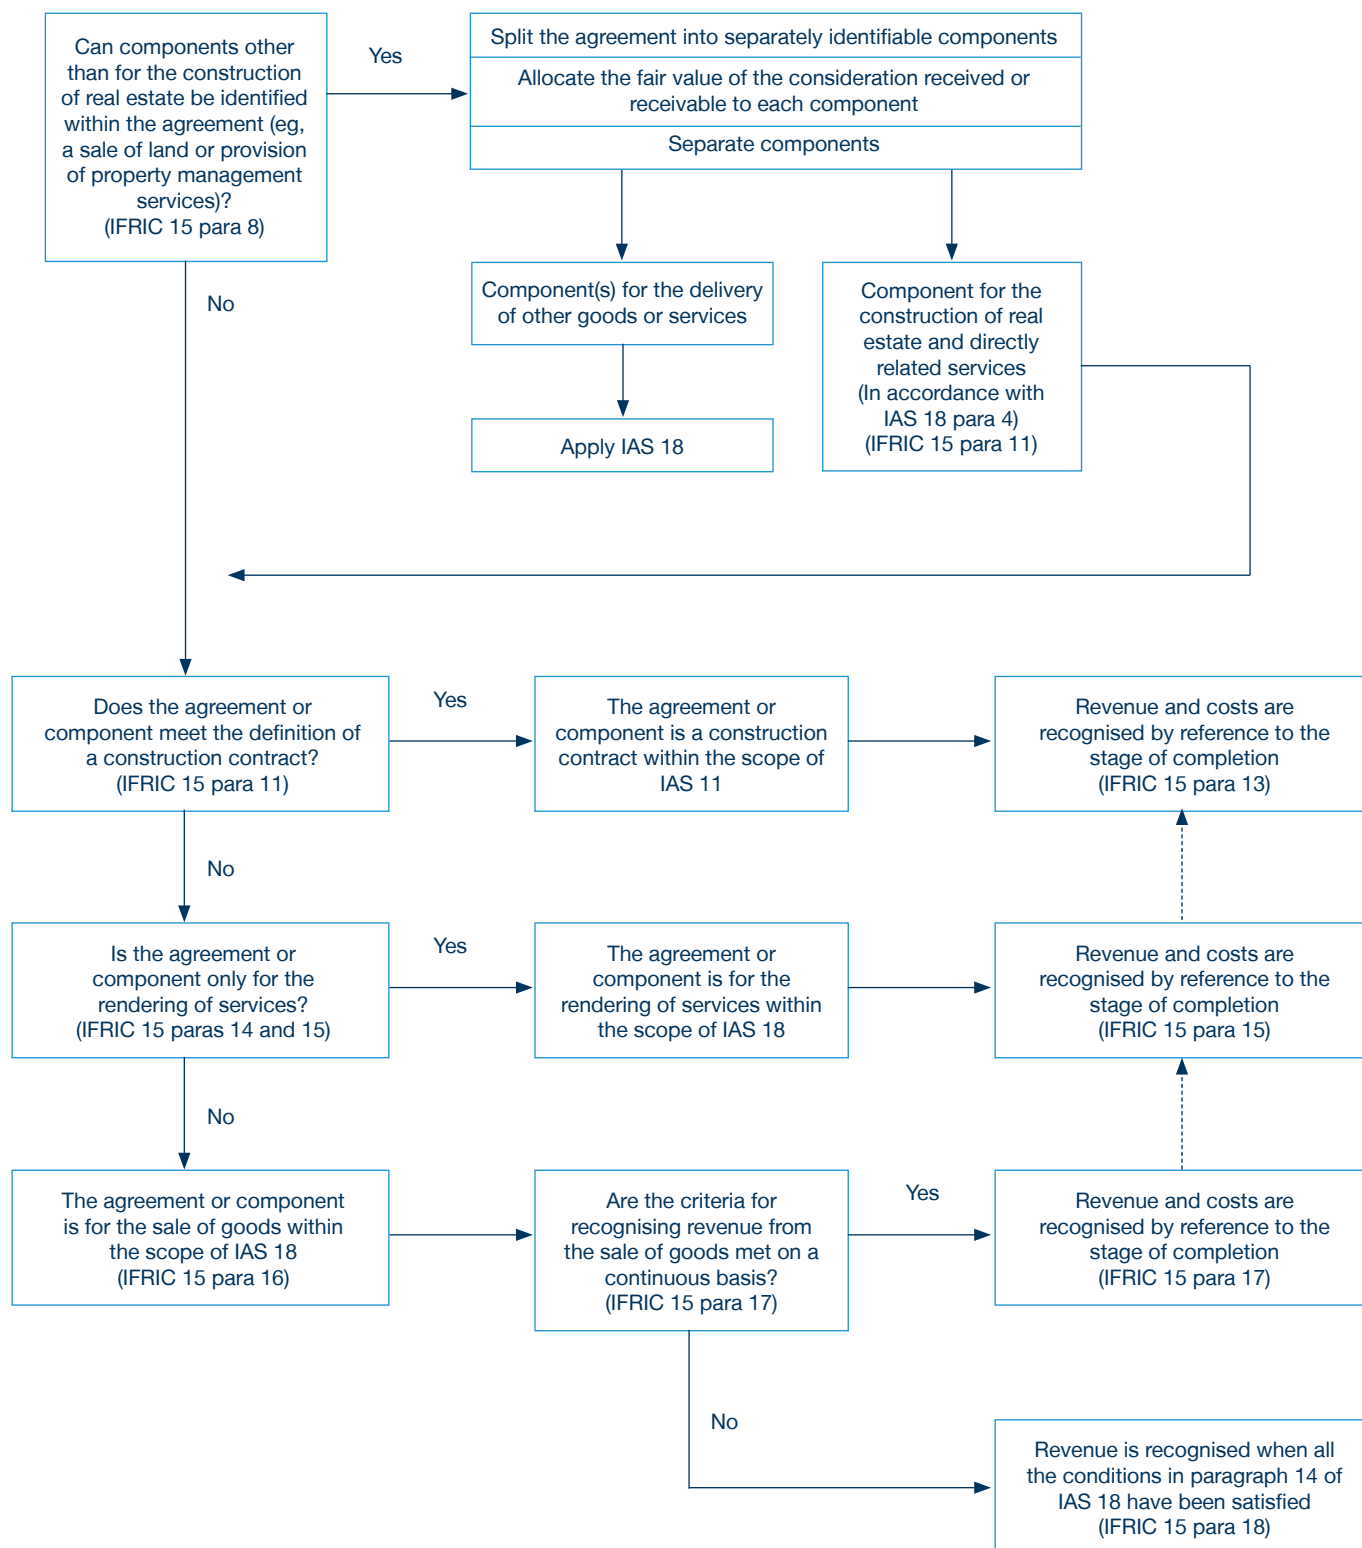 Can components other
than for the construction
of real estate be identified
within the agreement (eg,
a sale of land or provision
of property management
services)?
(IFRIC 15 para 8)
Yes
Split the agreement into separately identifiable components
Allocate the fair value of the consideration received or
receivable to each component
Separate components
No
Component(s) for the delivery
of other goods or services
Apply IAS 18
Component for the
construction of real
estate and directly
related services
(In accordance with
IAS 18 para 4)
(IFRIC 15 para 11)
Does the agreement or
component meet the definition of
a construction contract?
(IFRIC 15 para 11)
Yes
The agreement or
component is a construction
contract within the scope of
IAS 11
Revenue and costs are
recognised by reference to the
stage of completion
(IFRIC 15 para 13)
No
Is the agreement or
component only for the
rendering of services?
(IFRIC 15 paras 14 and 15)
Yes
The agreement or
component is for the
rendering of services within
the scope of IAS 18
Revenue and costs are
recognised by reference to the
stage of completion
(IFRIC 15 para 15)
No
The agreement or component
is for the sale of goods within
the scope of IAS 18
(IFRIC 15 para 16)
Are the criteria for
recognising revenue from
the sale of goods met on a
continuous basis?
(IFRIC 15 para 17)
Yes
Revenue and costs are
recognised by reference to the
stage of completion
(IFRIC 15 para 17)
No
Revenue is recognised when all
the conditions in paragraph 14 of
IAS 18 have been satisfied
(IFRIC 15 para 18)